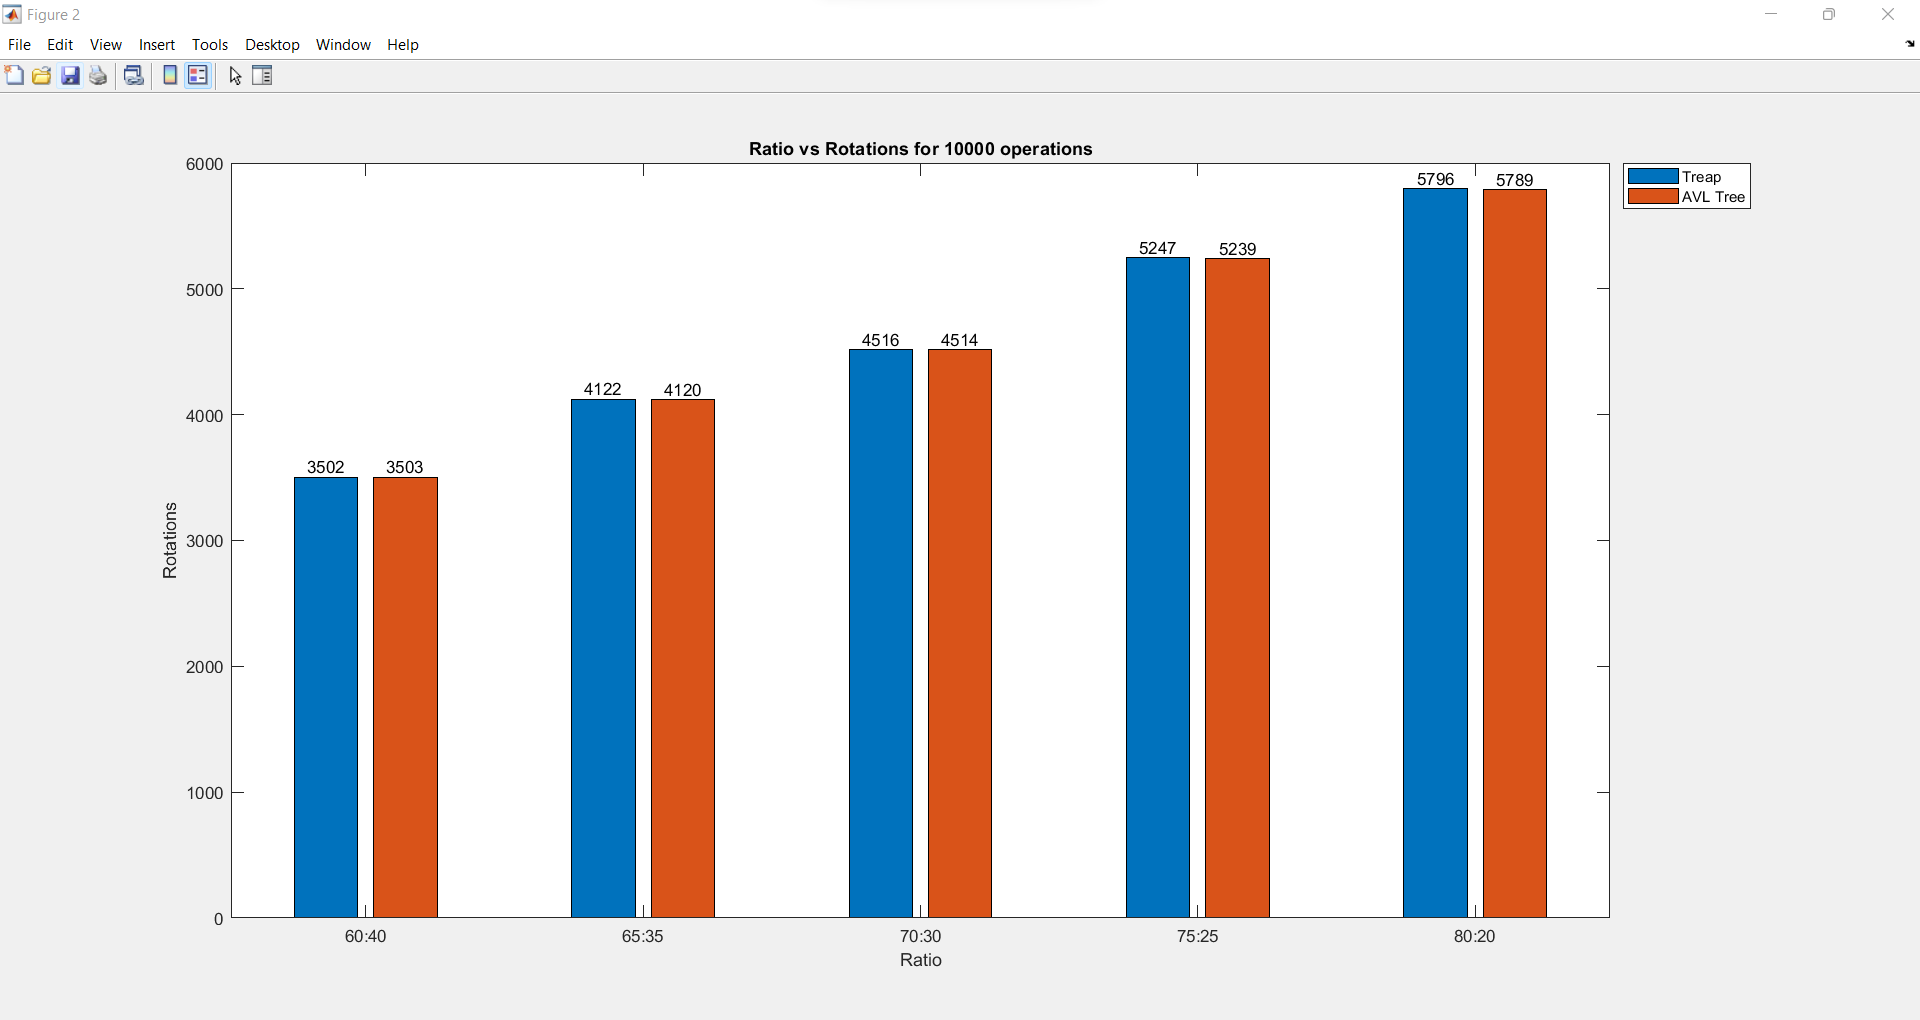 Figure 2
File Edit View Insert Tools Desktop Window Help
Ratio vs Rotations for 10000 operations
Treap
AVL Tree
6000
5000
4000
3000
2000
1000
0
Rotations
3502 3503
4122 4120
4516 4514
5247 5239
5796 5789
60:40 65:35 70:30 75:25 80:20
Ratio